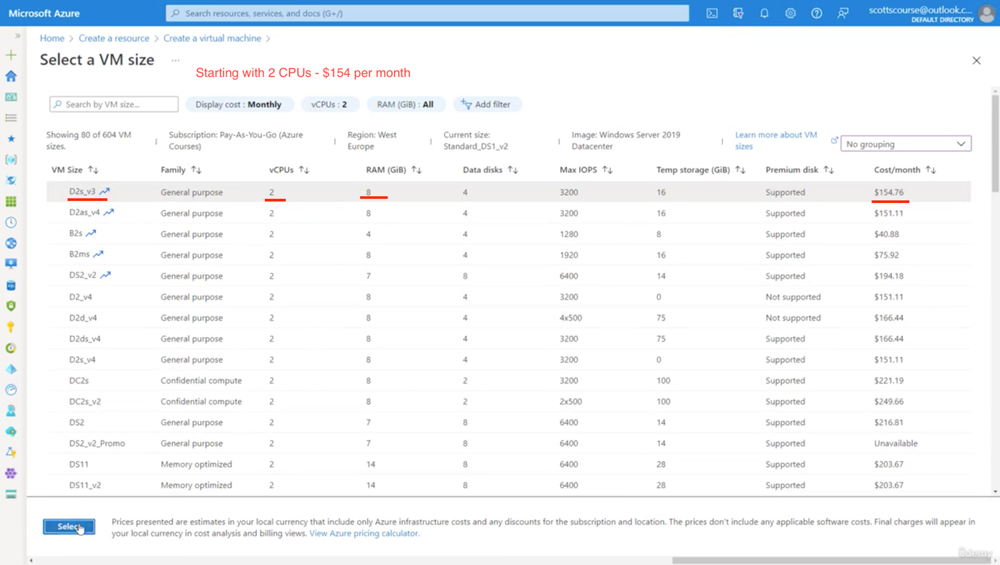 Microsoft Azure
Search resources, services, and docs (G+/)
scottscourse@outlook.c...
DEFAULT DIRECTORY
Home > Create a resource > Create a virtual machine >
Select a VM size ...
Starting with 2 CPUs - $154 per month
Search by VM size...
Display cost : Monthly
vCPUs : 2
RAM (GiB) : All
Add filter
Showing 80 of 604 VM
sizes.
Subscription: Pay-As-You-Go (Azure
Courses)
Region: West
Europe
Current size:
Standard_DS1_v2
Image: Windows Server 2019
Datacenter
Learn more about VM
sizes
No grouping
VM Size Family vCPUs RAM (GiB) Data disks Max IOPS Temp storage (GiB) Premium disk Cost/month
D2s_v3 General purpose 2 8 4 3200 16 Supported $154.76
D2as_v4 General purpose 2 8 4 3200 16 Supported $151.11
B2s General purpose 2 4 4 1280 8 Supported $40.88
B2ms General purpose 2 8 4 1920 16 Supported $75.92
DS2_v2 General purpose 2 7 8 6400 14 Supported $194.18
D2_v4 General purpose 2 8 4 3200 0 Not supported $151.11
D2d_v4 General purpose 2 8 4 4x500 75 Not supported $166.44
D2ds_v4 General purpose 2 8 4 3200 75 Supported $166.44
D2s_v4 General purpose 2 8 4 3200 0 Supported $151.11
DC2s Confidential compute 2 8 2 3200 100 Supported $221.19
DC2s_v2 Confidential compute 2 8 2 2x500 100 Supported $249.66
DS2 General purpose 2 7 8 6400 14 Supported $216.81
DS2_v2_Promo General purpose 2 7 8 6400 14 Supported Unavailable
DS11 Memory optimized 2 14 8 6400 28 Supported $203.67
DS11_v2 Memory optimized 2 14 8 6400 28 Supported $203.67
Select
Prices presented are estimates in your local currency that include only Azure infrastructure costs and any discounts for the subscription and location. The prices don't include any applicable software costs. Final charges will appear in
your local currency in cost analysis and billing views. View Azure pricing calculator.
ûdemy